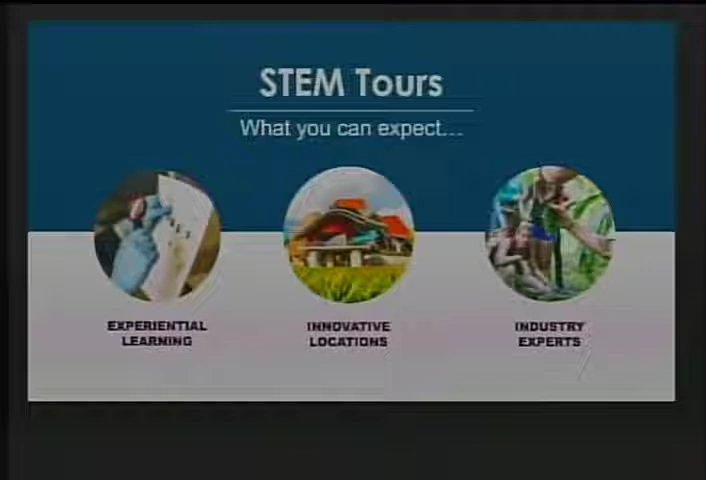 STEM Tours
What you can expect...
EXPERIENTIAL
LEARNING
INNOVATIVE
LOCATIONS
INDUSTRY
EXPERTS